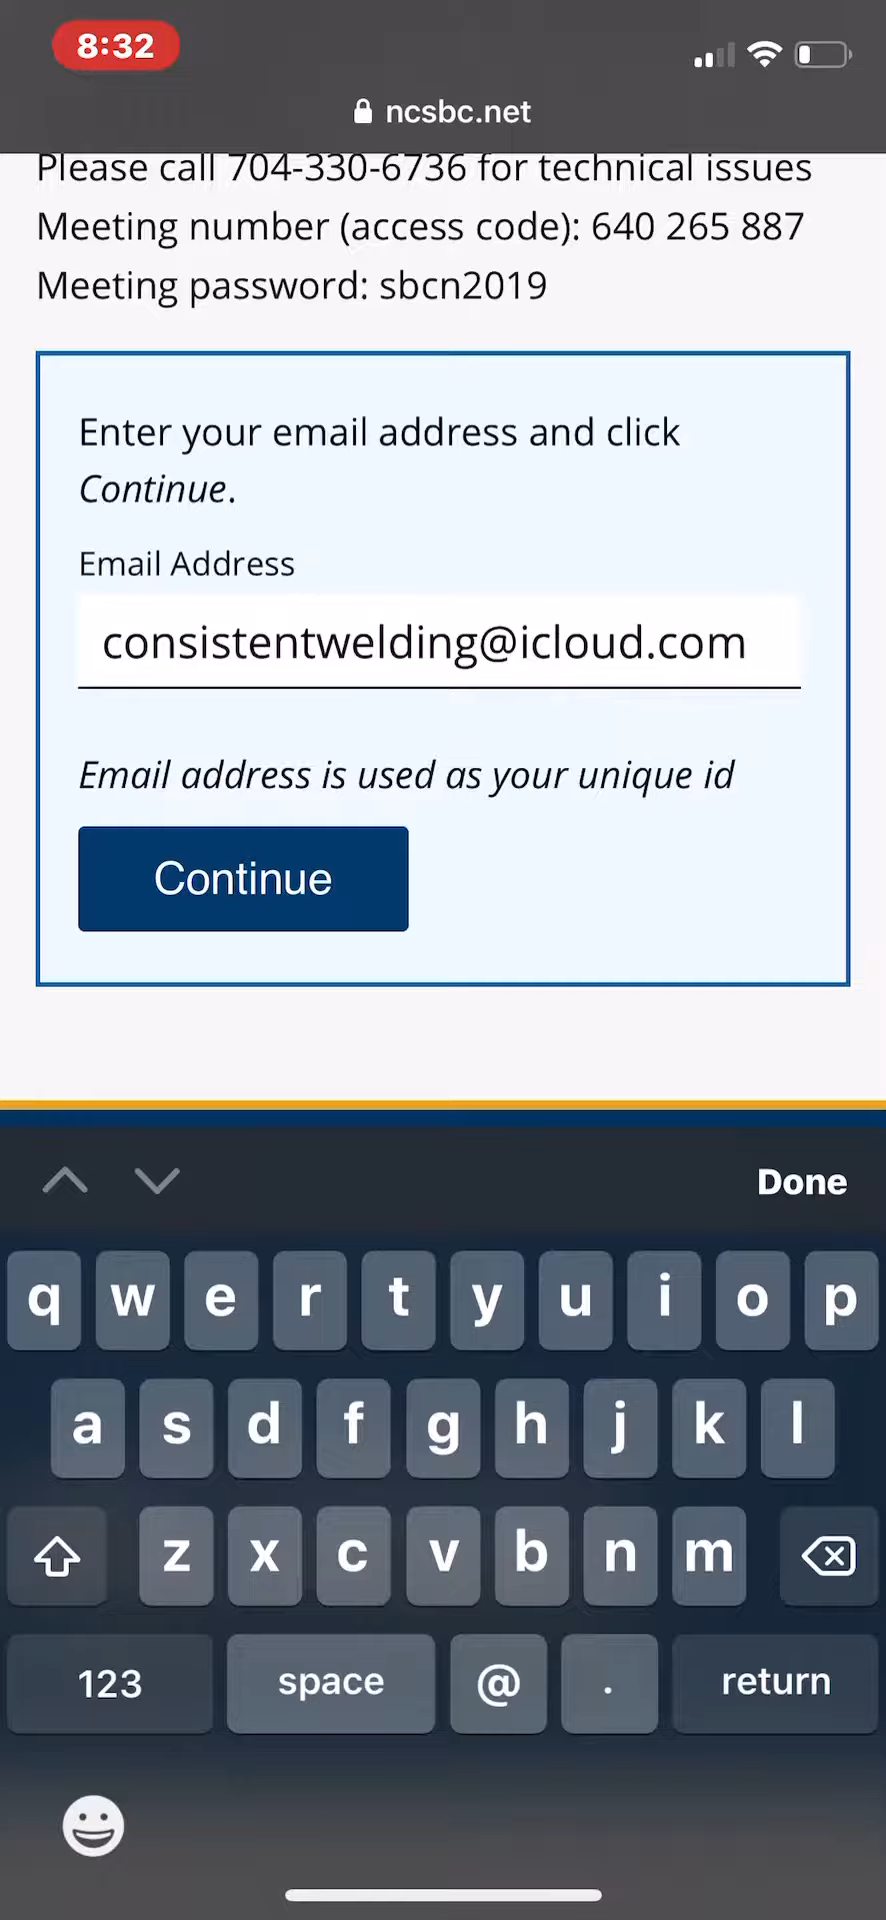 8:32
ncsbc.net
Please call 704-330-6736 for technical issues
Meeting number (access code): 640 265 887
Meeting password: sbcn2019
Enter your email address and click
Continue.
Email Address
consistentwelding@icloud.com
Email address is used as your unique id
Continue
Done
q w e r t y u i o p
a s d f g h j k l
z x c v b n m
123 space @ . return